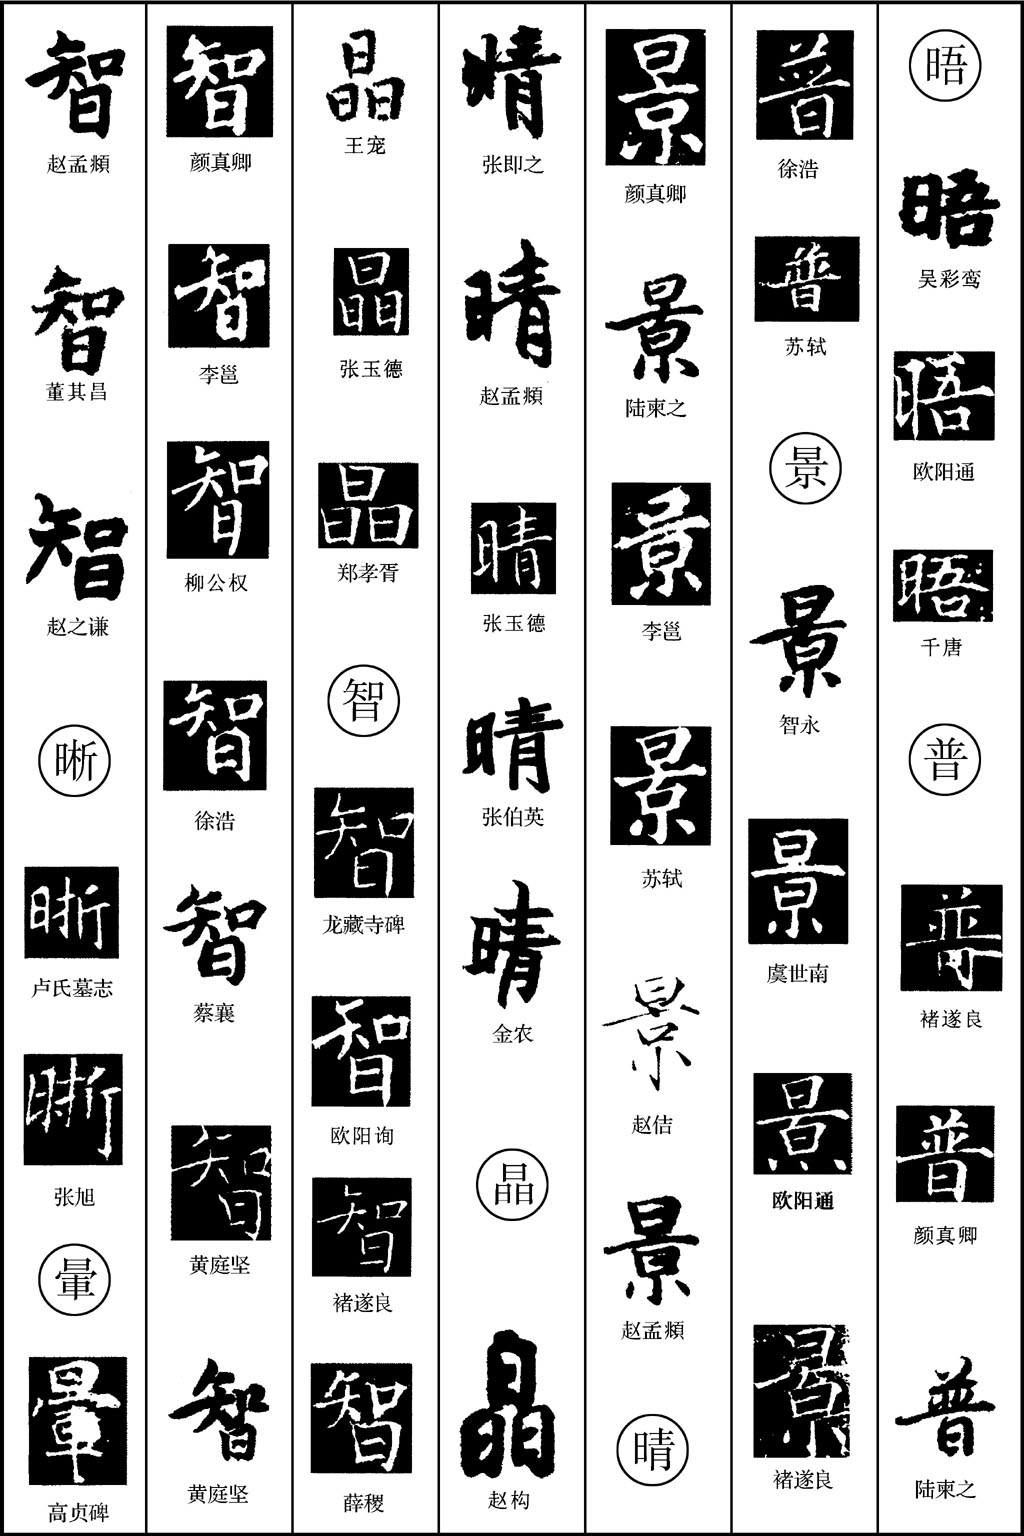 晤
晤
吴彩鸾
晤
欧阳通
晤
千唐
普
普
褚遂良
普
颜真卿
普
陆柬之
普
徐浩
普
苏轼
景
景
智永
景
虞世南
景
欧阳通
景
褚遂良
景
颜真卿
景
陆柬之
景
李邕
景
苏轼
景
赵佶
景
赵孟頫
晴
晴
张即之
晴
赵孟頫
晴
张玉德
晴
张伯英
晴
金农
晶
晶
赵构
晶
王宠
晶
张玉德
晶
郑孝胥
智
智
龙藏寺碑
智
欧阳询
智
褚遂良
智
薛稷
智
颜真卿
智
李邕
智
柳公权
智
徐浩
智
蔡襄
智
黄庭坚
智
黄庭坚
智
赵孟頫
智
董其昌
智
赵之谦
晰
晰
卢氏墓志
晰
张旭
暈
暈
高贞碑